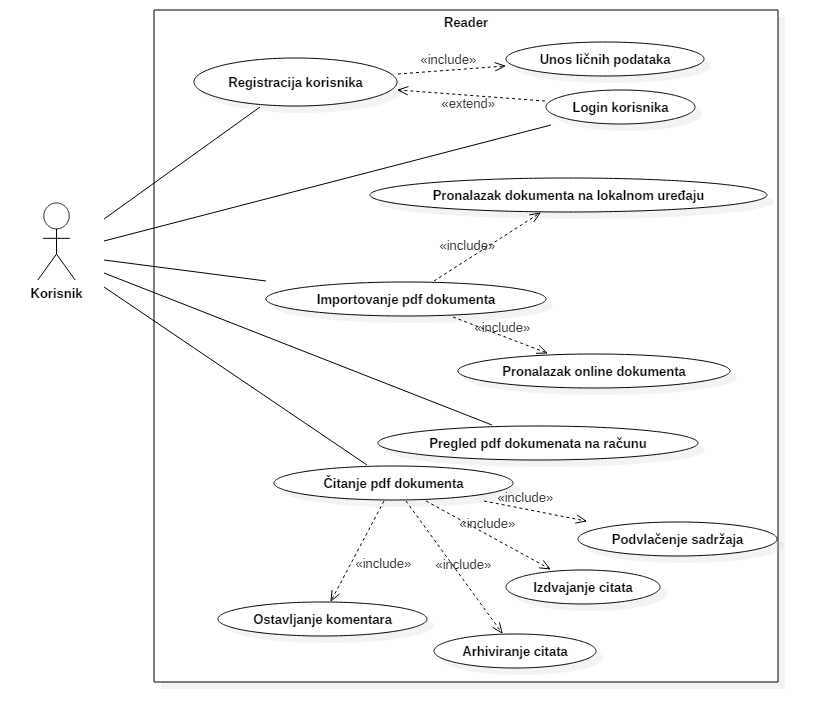 Reader
Registracija korisnika
«include»
Unos ličnih podataka
«extend»
Login korisnika
Pronalazak dokumenta na lokalnom uređaju
«include»
Korisnik
Importovanje pdf dokumenta
«include»
Pronalazak online dokumenta
Pregled pdf dokumenata na računu
Čitanje pdf dokumenta
«include»
«include»
Podvlačenje sadržaja
«include»
«include»
Izdvajanje citata
Ostavljanje komentara
Arhiviranje citata